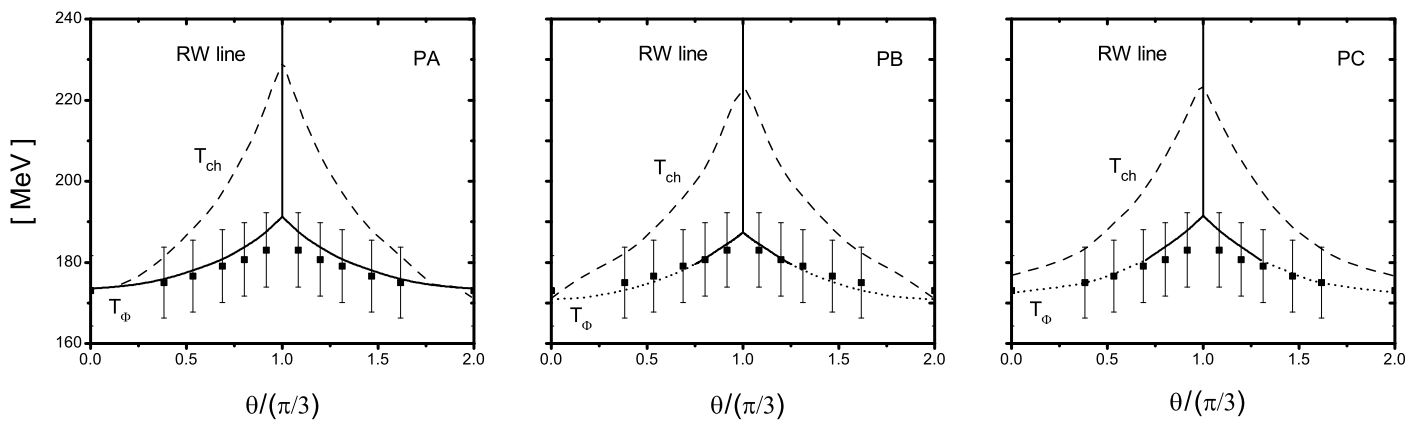 240
220
200
180
160
[ MeV]
RW line
PA
T_ch
T_Φ
0.0 0.5 1.0 1.5 2.0
θ/(π/3)
RW line
PB
T_ch
T_Φ
0.0 0.5 1.0 1.5 2.0
θ/(π/3)
RW line
PC
T_ch
T_Φ
0.0 0.5 1.0 1.5 2.0
θ/(π/3)